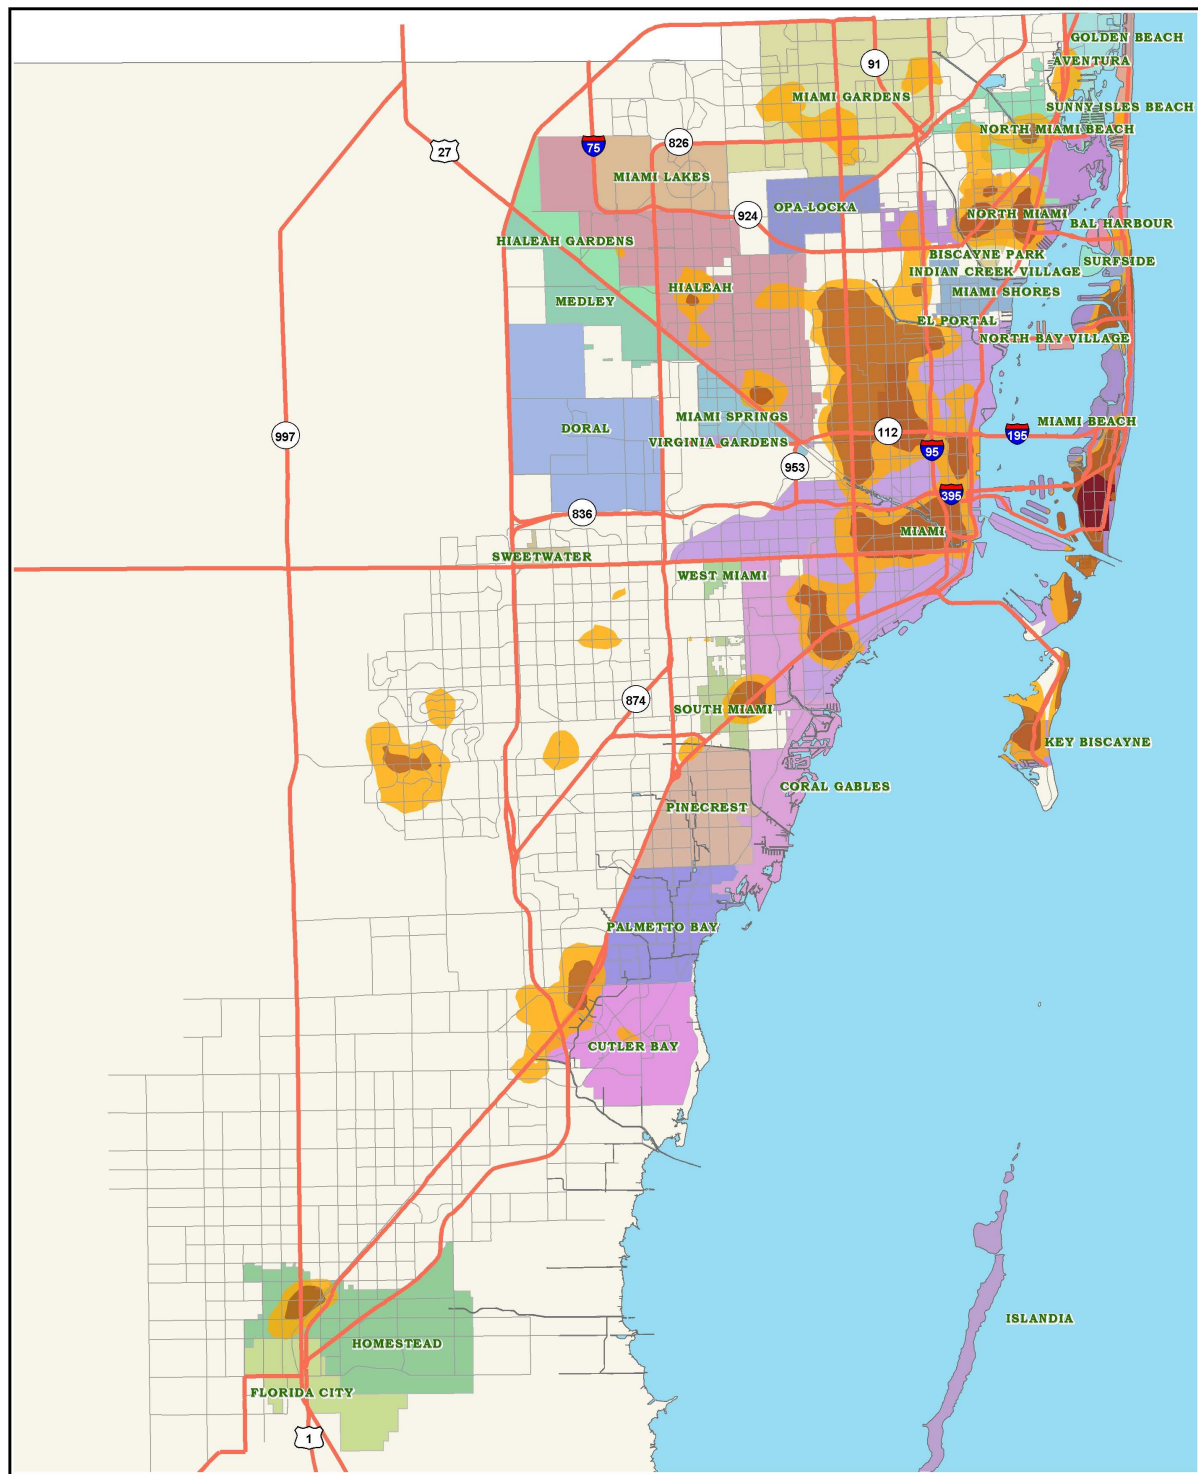 GOLDEN BEACH
91
AVENTURA
MIAMI GARDENS
SUNNY ISLES BEACH
NORTH MIAMI BEACH
826
75
27
MIAMI LAKES
OPA-LOCKA
924
NORTH MIAMI
BAL HARBOUR
HIALEAH GARDENS
BISCAYNE PARK
SURFSIDE
INDIAN CREEK VILLAGE
HIALEAH
MIAMI SHORES
MEDLEY
EL PORTAL
NORTH BAY VILLAGE
MIAMI SPRINGS
MIAMI BEACH
DORAL
112
195
997
VIRGINIA GARDENS
95
953
395
836
MIAMI
SWEETWATER
WEST MIAMI
874
SOUTH MIAMI
KEY BISCAYNE
CORAL GABLES
PINECREST
PALMETTO BAY
CUTLER BAY
ISLANDIA
HOMESTEAD
FLORIDA CITY
1